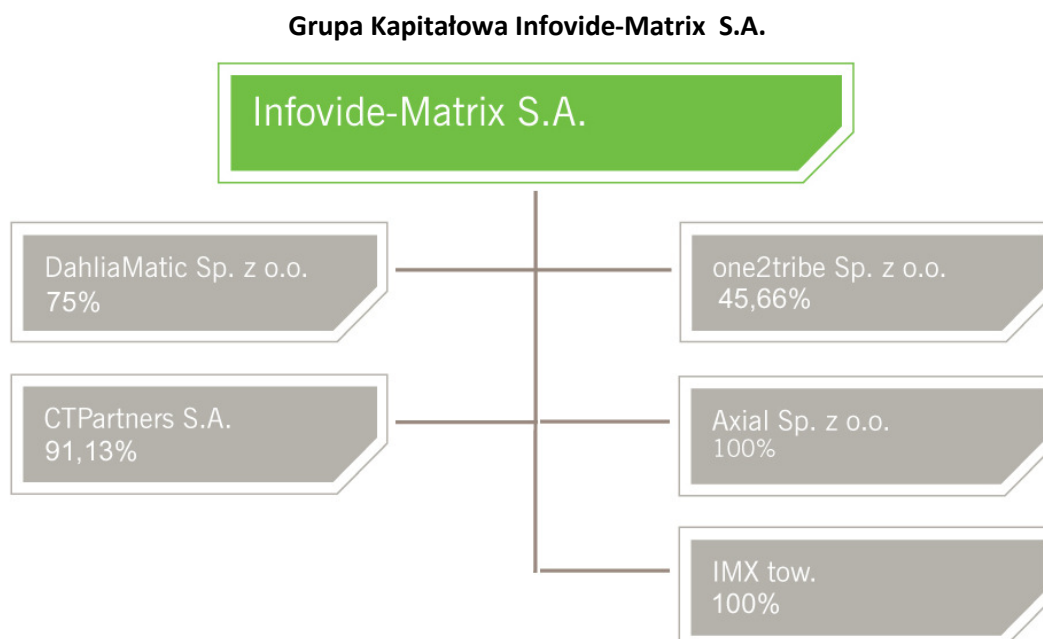 Grupa Kapitałowa Infovide-Matrix S.A.
Infovide-Matrix S.A.
DahliaMatic Sp. z o.o.
75%
one2tribe Sp. z o.o.
45,66%
CTPartners S.A.
91,13%
Axial Sp. z o.o.
100%
IMX tow.
100%